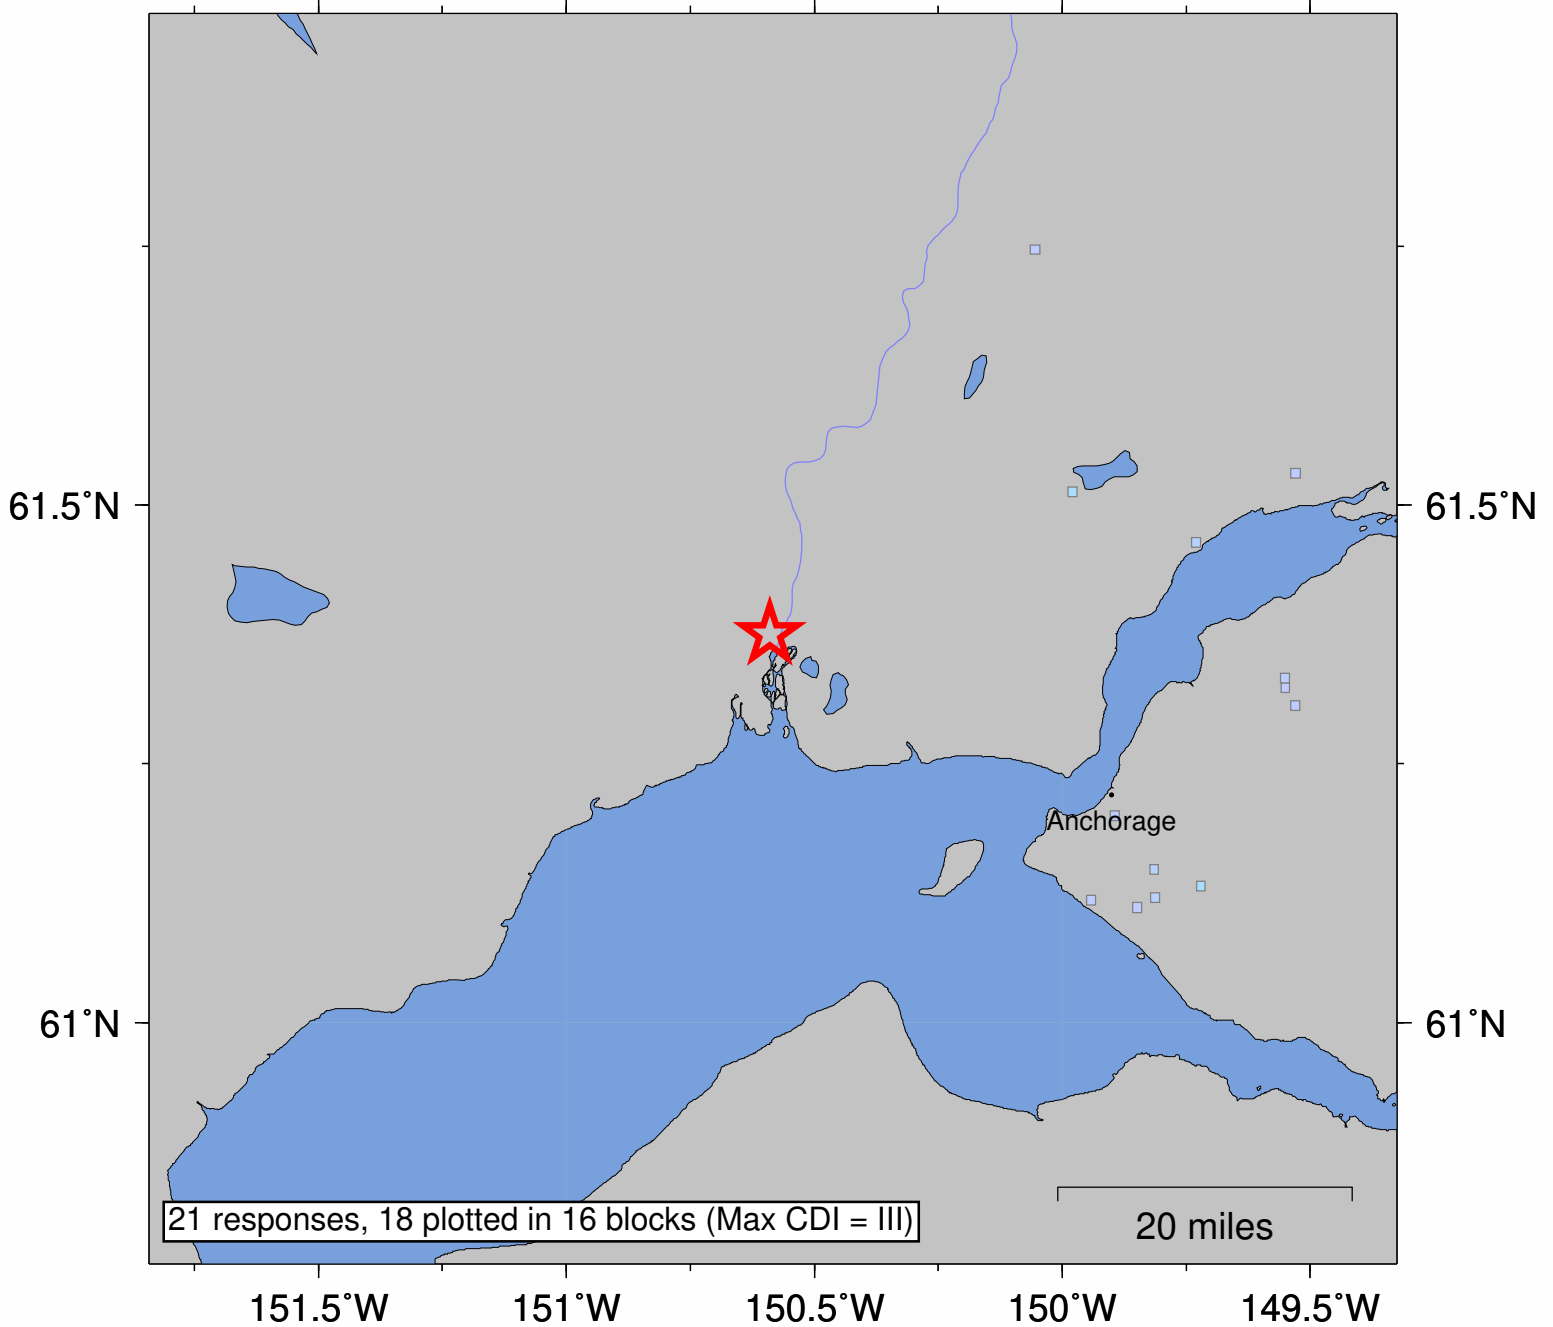 61.5°N
61.5°N
Anchorage
61°N
61°N
21 responses, 18 plotted in 16 blocks (Max CDI = III)
20 miles
151.5°W
151°W
150.5°W
150°W
149.5°W